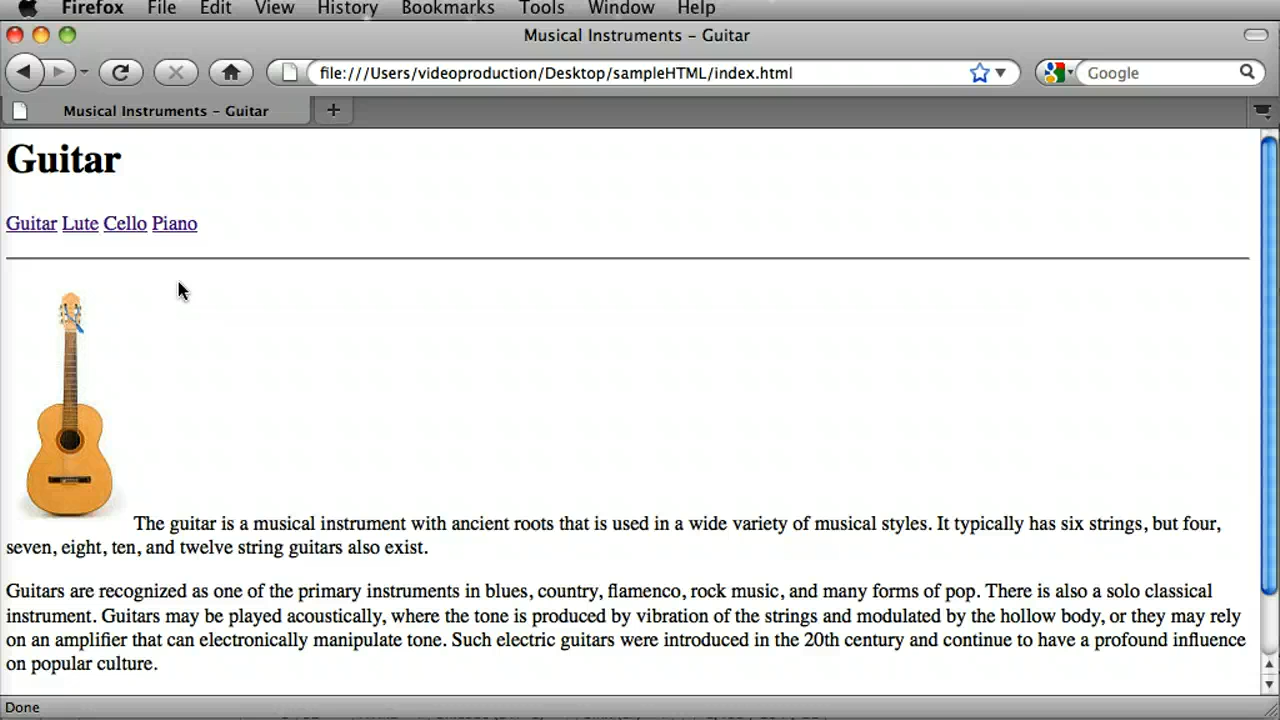 Firefox File Edit View History Bookmarks Tools Window Help
Musical Instruments - Guitar
file:///Users/videoproduction/Desktop/sampleHTML/index.html
Google
Musical Instruments - Guitar
Guitar
Guitar Lute Cello Piano
The guitar is a musical instrument with ancient roots that is used in a wide variety of musical styles. It typically has six strings, but four,
seven, eight, ten, and twelve string guitars also exist.
Guitars are recognized as one of the primary instruments in blues, country, flamenco, rock music, and many forms of pop. There is also a solo classical
instrument. Guitars may be played acoustically, where the tone is produced by vibration of the strings and modulated by the hollow body, or they may rely
on an amplifier that can electronically manipulate tone. Such electric guitars were introduced in the 20th century and continue to have a profound influence
on popular culture.
Done